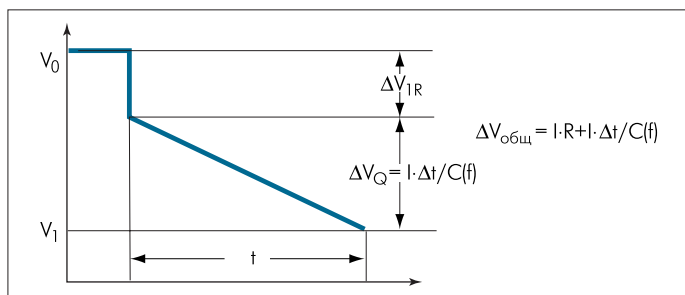 V₀
ΔV₁R
ΔVобщ = I·R+I·Δt/C(f)
ΔVQ = I·Δt/C(f)
V₁
t